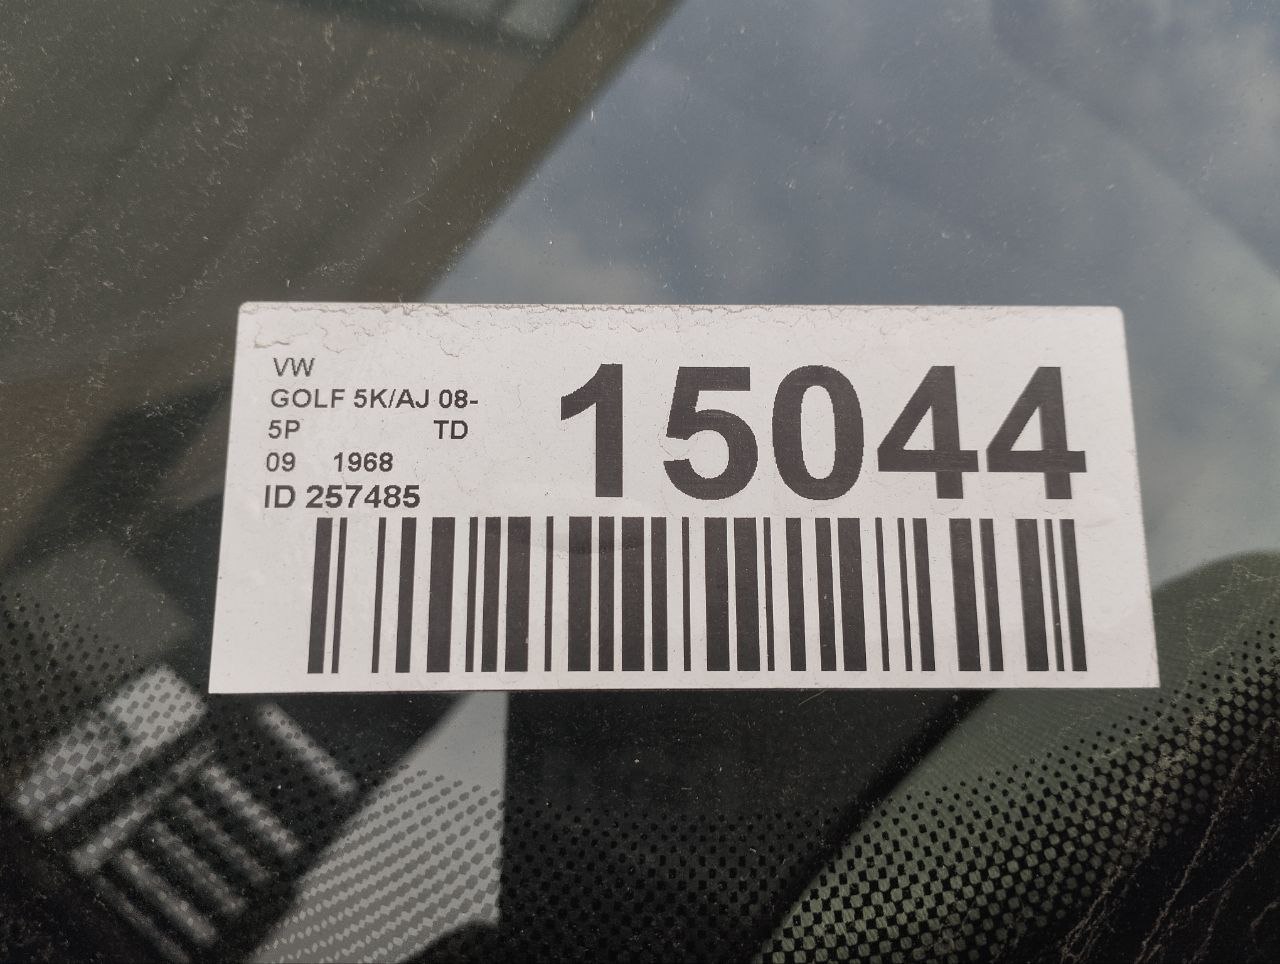 VW
GOLF 5K/AJ 08-
5P TD
09 1968
ID 257485
15044